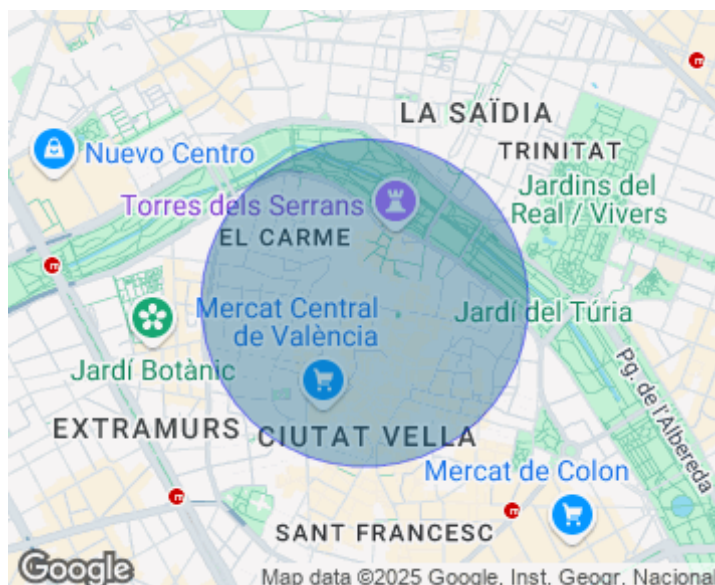 LA SAÏDIA
Nuevo Centro
TRINITAT
Torres dels Serrans
Jardins del
Real / Vivers
EL CARME
Mercat Central
de València
Jardí del Túria
Jardí Botànic
Pg. de l'Albereda
EXTRAMURS
CIUTAT VELLA
Mercat de Colon
SANT FRANCESC
Google
Map data ©2025 Google, Inst. Geogr. Nacional